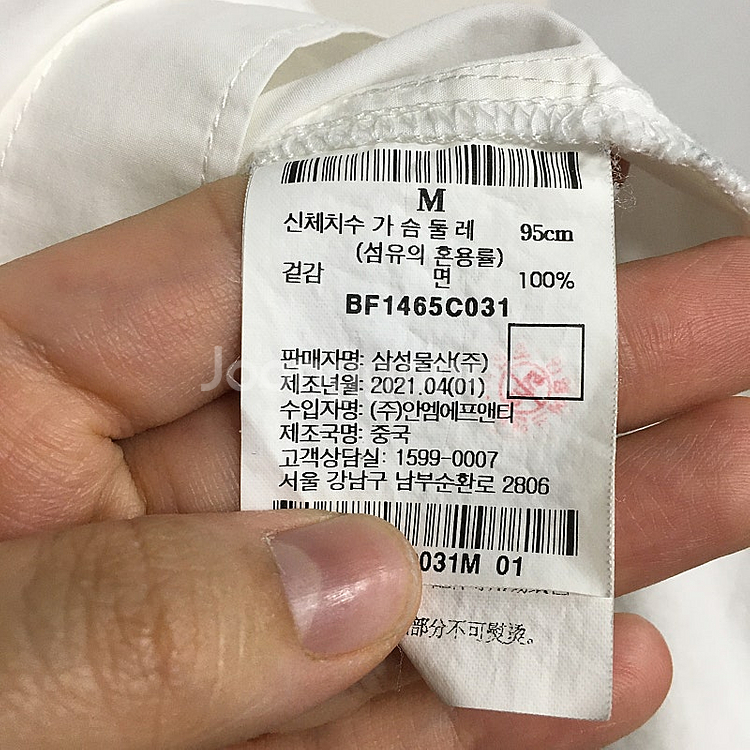 M
신체치수 가 슴 둘 레 95cm
(섬유의 혼용률)
겉감 면 100%
BF1465C031
판매자명: 삼성물산(주)
제조년월: 2021.04(01)
수입자명: (주)안엠에프앤티
제조국명: 중국
고객상담실: 1599-0007
서울 강남구 남부순환로 2806
031M 01
部分不可熨烫。